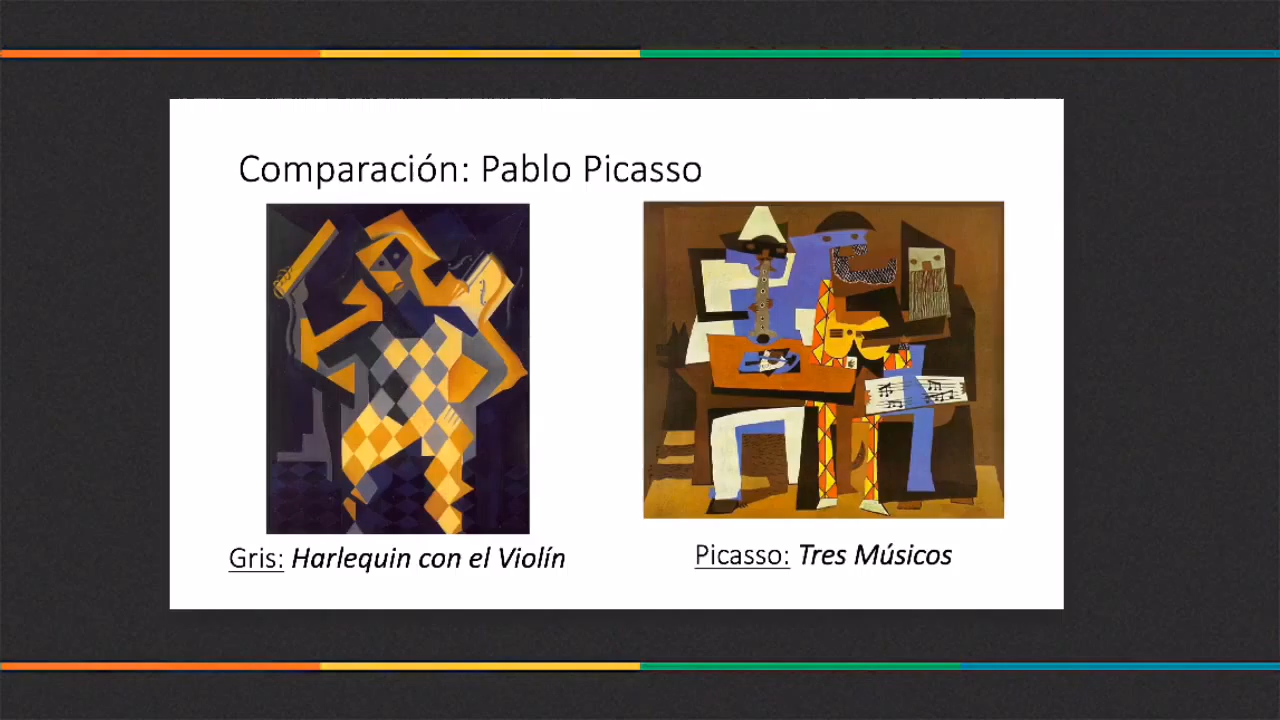 Comparación: Pablo Picasso
Gris: Harlequin con el Violín
Picasso: Tres Músicos